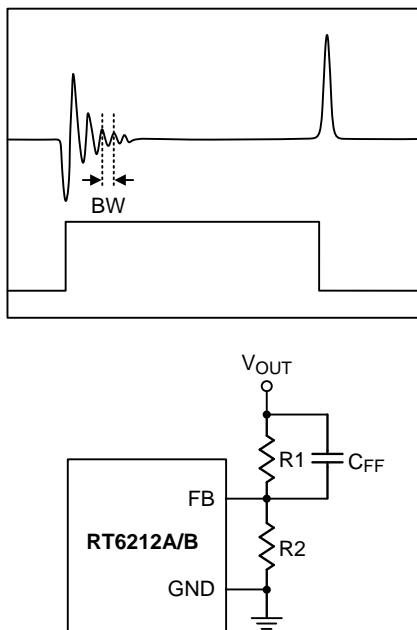 BW
VOUT
R1
CFF
FB
RT6212A/B
R2
GND